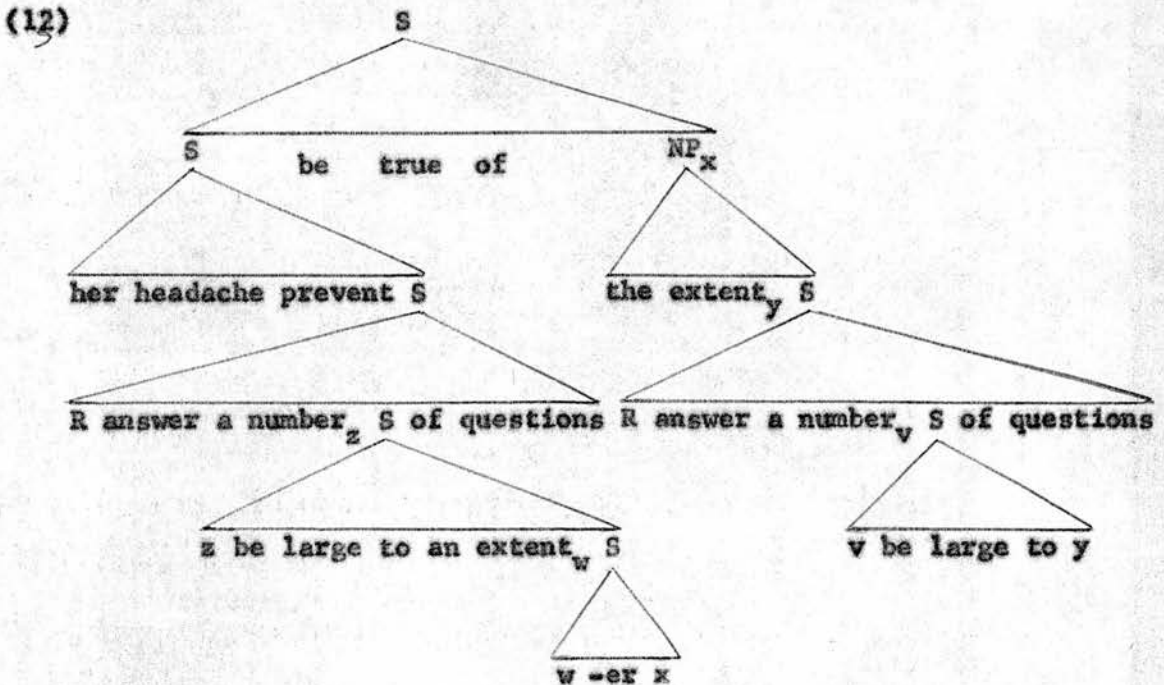 (12)
S
S be true of NPx
her headache prevent S the extenty S
R answer a numberz S of questions R answer a numberv S of questions
z be large to an extentw S v be large to y
w -er x